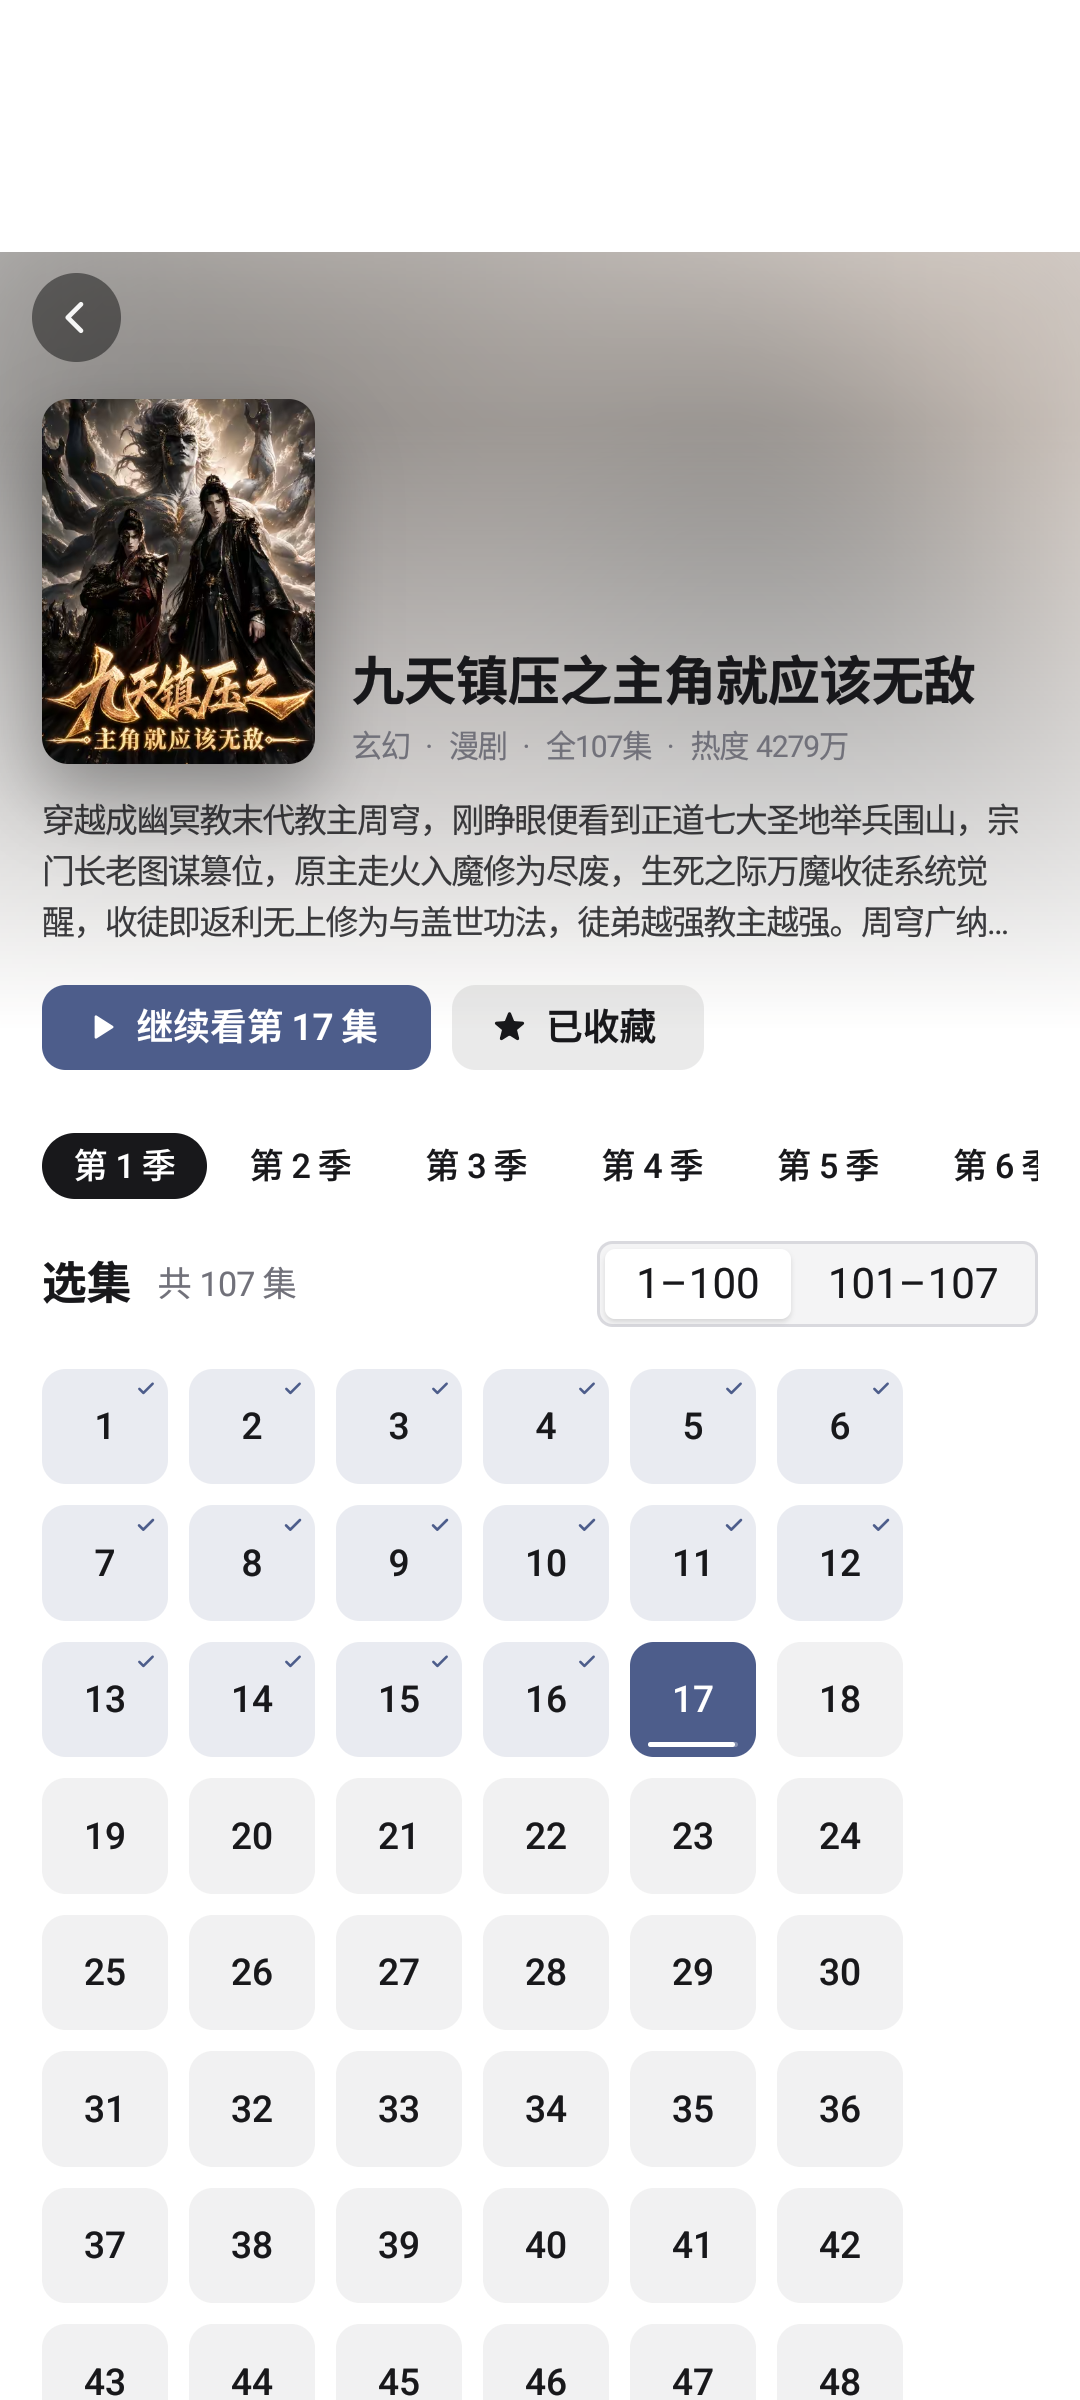 九天镇压之
主角就应该无敌
九天镇压之主角就应该无敌
玄幻 · 漫剧 · 全107集 · 热度 4279万
穿越成幽冥教末代教主周穹，刚睁眼便看到正道七大圣地举兵围山，宗
门长老图谋篡位，原主走火入魔修为尽废，生死之际万魔收徒系统觉
醒，收徒即返利无上修为与盖世功法，徒弟越强教主越强。周穹广纳...
继续看第 17 集 已收藏
第 1 季 第 2 季 第 3 季 第 4 季 第 5 季 第 6 季
选集 共 107 集 1–100 101–107
1 2 3 4 5 6
7 8 9 10 11 12
13 14 15 16 17 18
19 20 21 22 23 24
25 26 27 28 29 30
31 32 33 34 35 36
37 38 39 40 41 42
43 44 45 46 47 48